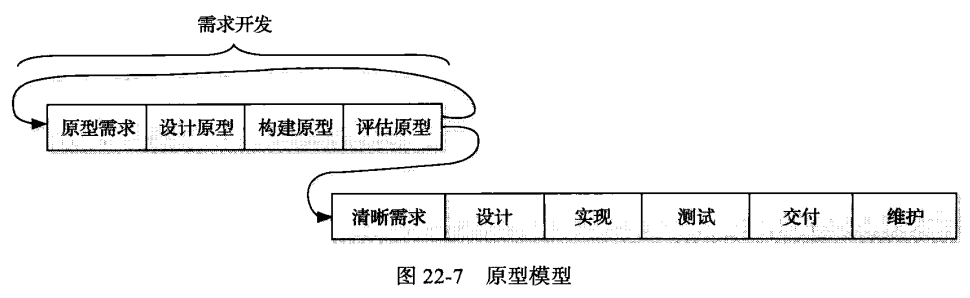 需求开发
原型需求 设计原型 构建原型 评估原型
清晰需求 设计 实现 测试 交付 维护
图 22-7 原型模型